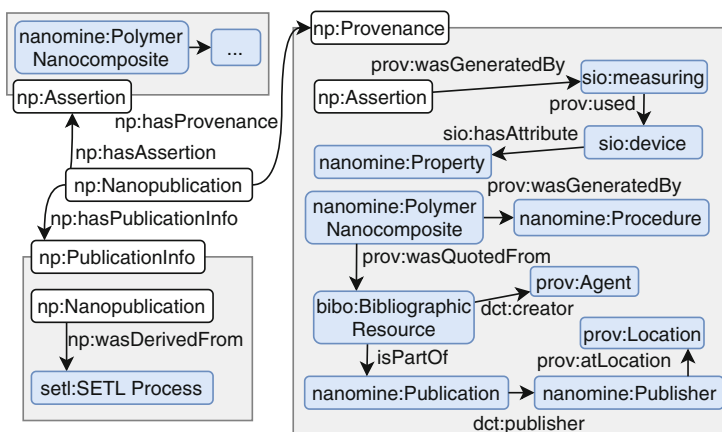 nanomine:Polymer
Nanocomposite
...
np:Assertion
np:hasProvenance
np:hasAssertion
np:Nanopublication
np:hasPublicationInfo
np:PublicationInfo
np:Nanopublication
np:wasDerivedFrom
setl:SETL Process
np:Provenance
prov:wasGeneratedBy
np:Assertion
sio:measuring
prov:used
sio:hasAttribute
sio:device
nanomine:Property
prov:wasGeneratedBy
nanomine:Polymer
Nanocomposite
nanomine:Procedure
prov:wasQuotedFrom
prov:Agent
bibo:Bibliographic
Resource
dct:creator
prov:Location
isPartOf
prov:atLocation
nanomine:Publication
nanomine:Publisher
dct:publisher